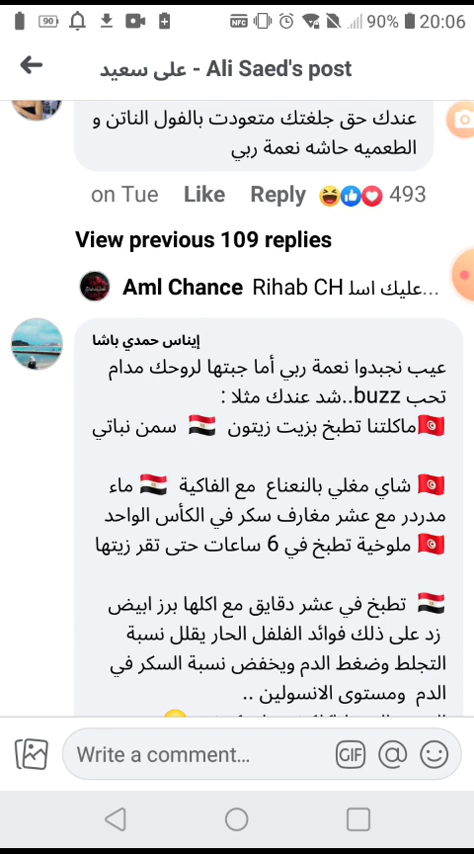 90 90% 20:06
Ali Saed's post - على سعيد
عندك حق جلغتك متعودت بالفول الناتن و
الطعميه حاشه نعمة ربي
on Tue Like Reply 493
View previous 109 replies
Aml Chance Rihab CH عليك اسلـ...
إيناس حمدي باشا
عيب نجبدوا نعمة ربي أما جبتها لروحك مدام
تحب buzz..شد عندك مثلا :
🇹🇳ماكلتنا تطبخ بزيت زيتون 🇪🇬 سمن نباتي
🇹🇳 شاي مغلي بالنعناع مع الفاكية 🇪🇬 ماء
مدردر مع عشر مغارف سكر في الكأس الواحد
🇹🇳 ملوخية تطبخ في 6 ساعات حتى تقر زيتها
🇪🇬 تطبخ في عشر دقايق مع اكلها برز ابيض
زد على ذلك فوائد الفلفل الحار يقلل نسبة
التجلط وضغط الدم ويخفض نسبة السكر في
الدم ومستوى الانسولين ..
Write a comment...
GIF